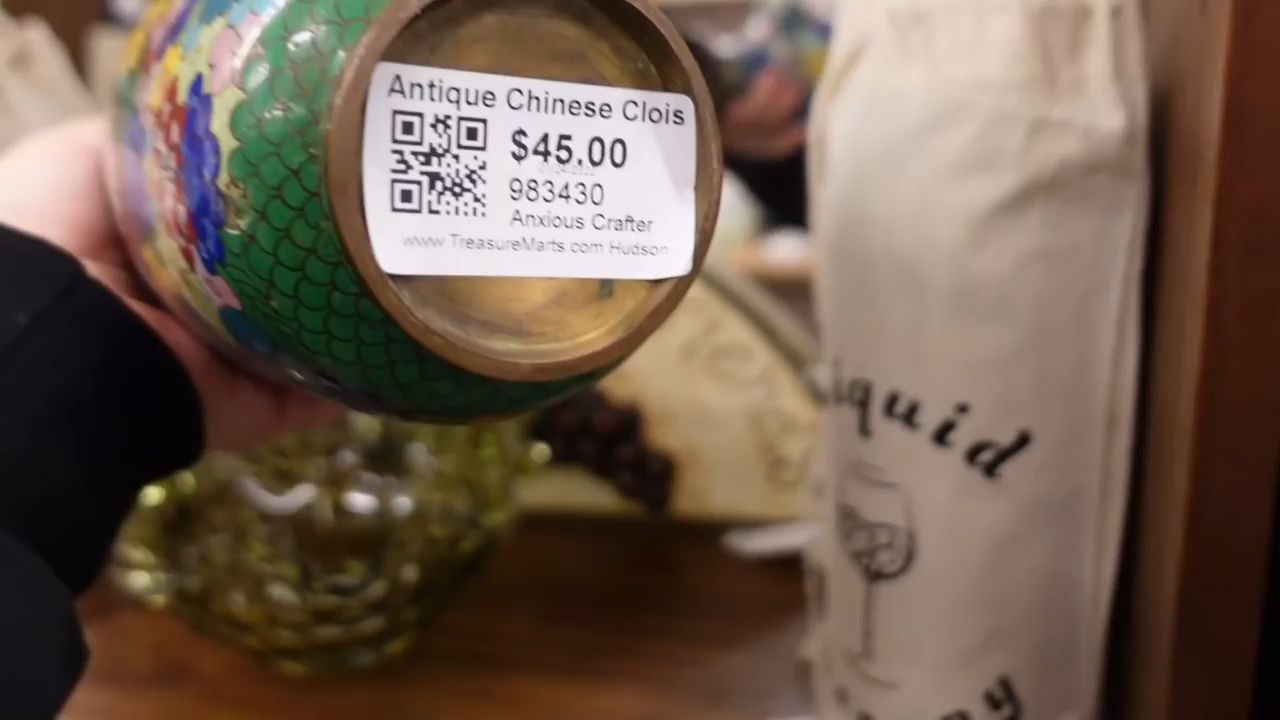 Antique Chinese Clois
$45.00
983430
Anxious Crafter
www TreasureMarts com Hudson
iquid